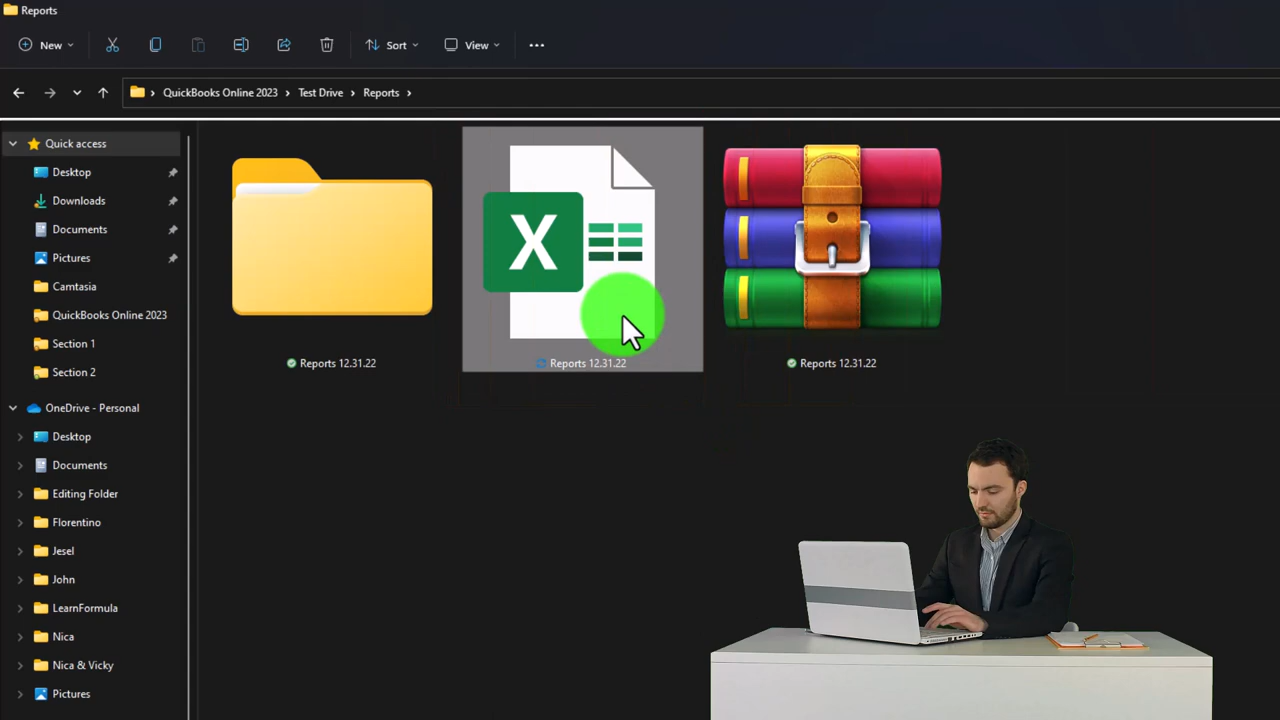 Reports
New
Sort
View
QuickBooks Online 2023 > Test Drive > Reports >
Quick access
Desktop
Downloads
Documents
Pictures
Camtasia
QuickBooks Online 2023
Section 1
Section 2
OneDrive - Personal
Desktop
Documents
Editing Folder
Florentino
Jesel
John
LearnFormula
Nica
Nica & Vicky
Pictures
X
Reports 12.31.22
Reports 12.31.22
Reports 12.31.22